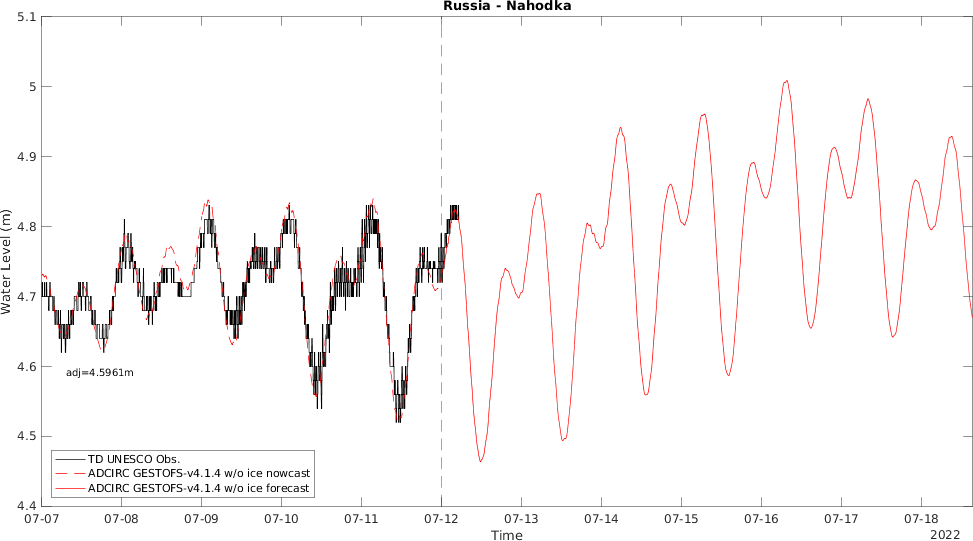 Russia - Nahodka
Water Level (m)
5.1
5
4.9
4.8
4.7
4.6
4.5
4.4
adj=4.5961m
TD UNESCO Obs.
ADCIRC GESTOFS-v4.1.4 w/o ice nowcast
ADCIRC GESTOFS-v4.1.4 w/o ice forecast
07-07 07-08 07-09 07-10 07-11 07-12 07-13 07-14 07-15 07-16 07-17 07-18
Time
2022